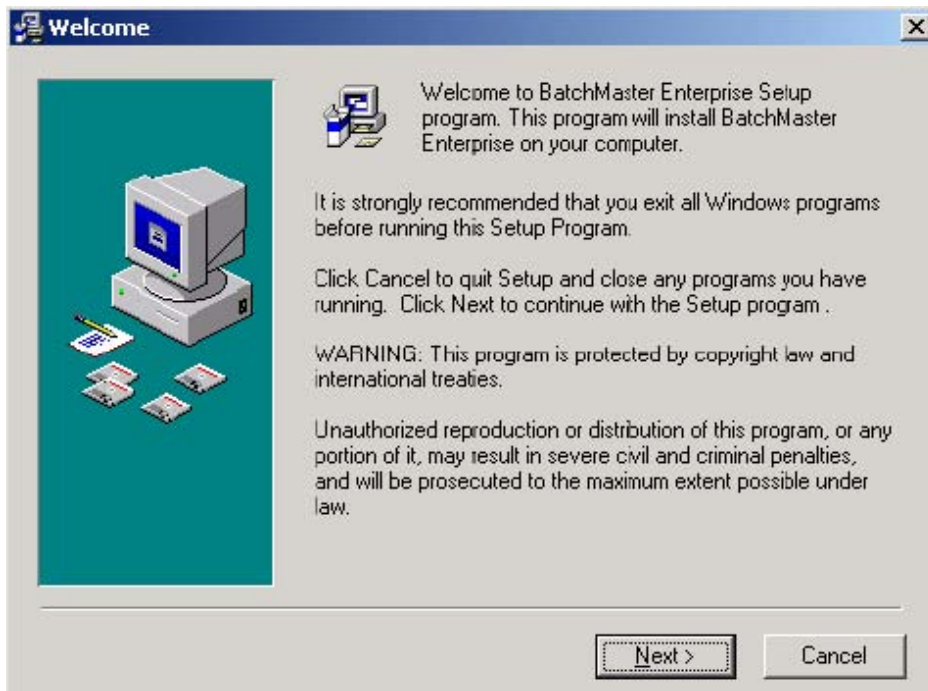 Welcome
Welcome to BatchMaster Enterprise Setup
program. This program will install BatchMaster
Enterprise on your computer.
It is strongly recommended that you exit all Windows programs
before running this Setup Program.
Click Cancel to quit Setup and close any programs you have
running. Click Next to continue with the Setup program .
WARNING: This program is protected by copyright law and
international treaties.
Unauthorized reproduction or distribution of this program, or any
portion of it, may result in severe civil and criminal penalties,
and will be prosecuted to the maximum extent possible under
law.
Next >
Cancel